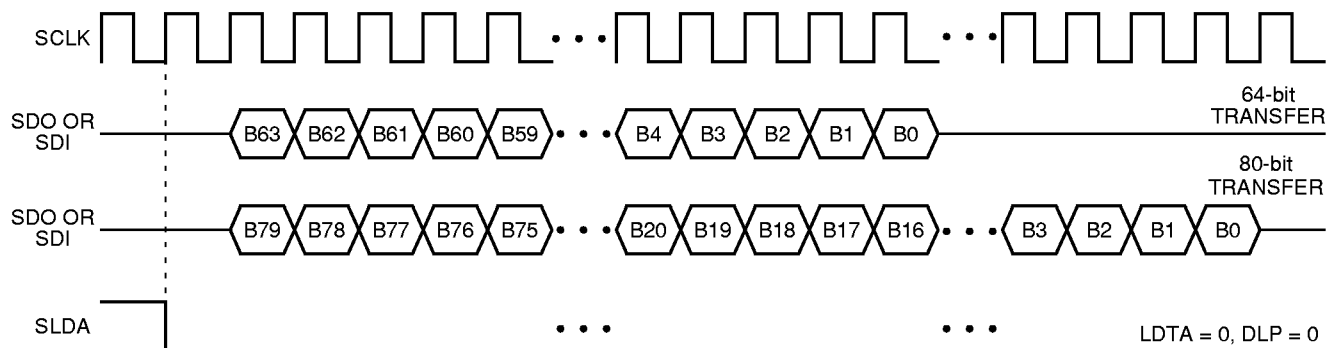 SCLK
64-bit
TRANSFER
SDO OR
SDI
B63 B62 B61 B60 B59 B4 B3 B2 B1 B0
80-bit
TRANSFER
SDO OR
SDI
B79 B78 B77 B76 B75 B20 B19 B18 B17 B16 B3 B2 B1 B0
SLDA
LDTA = 0, DLP = 0